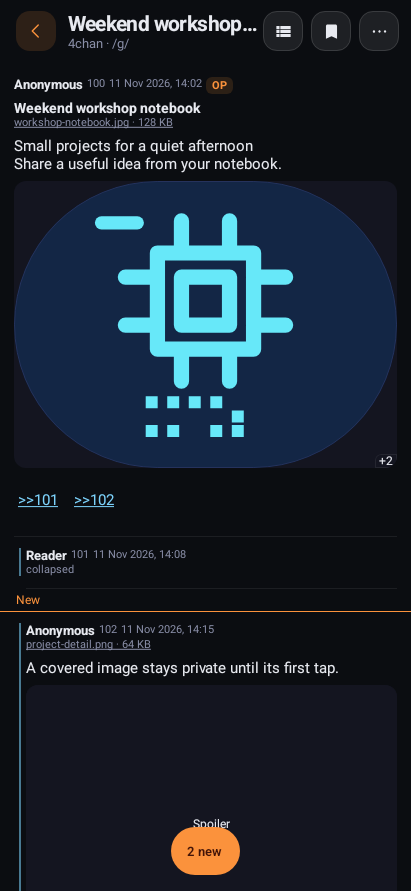 Weekend workshop…
4chan · /g/
Anonymous 100 11 Nov 2026, 14:02 OP
Weekend workshop notebook
workshop-notebook.jpg · 128 KB
Small projects for a quiet afternoon
Share a useful idea from your notebook.
+2
>>101 >>102
Reader 101 11 Nov 2026, 14:08
collapsed
New
Anonymous 102 11 Nov 2026, 14:15
project-detail.png · 64 KB
A covered image stays private until its first tap.
Spoiler
2 new